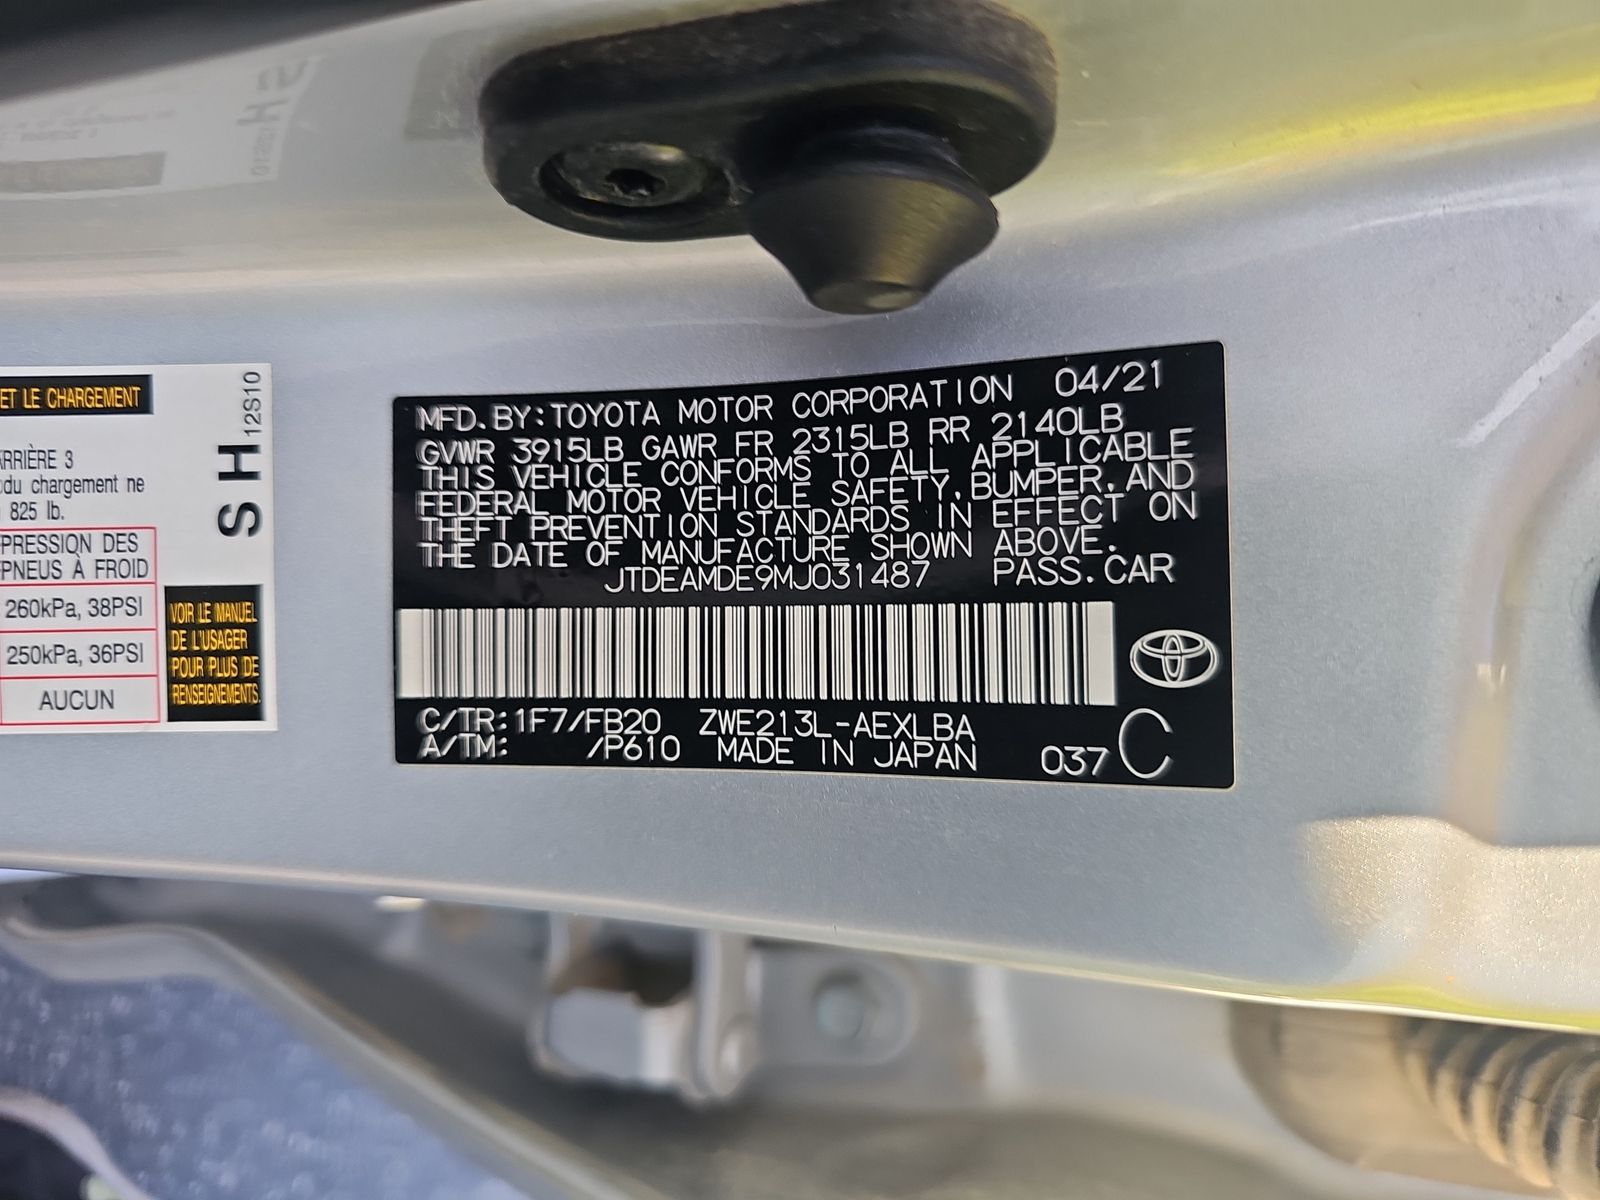 ET LE CHARGEMENT
ARRIÈRE 3
du chargement ne
825 lb.
PRESSION DES
PNEUS À FROID
260kPa, 38PSI
250kPa, 36PSI
AUCUN
S H 12S10
VOIR LE MANUEL
DE L'USAGER
POUR PLUS DE
RENSEIGNEMENTS.
MFD. BY: TOYOTA MOTOR CORPORATION 04/21
GVWR 3915LB GAWR FR 2315LB RR 2140LB
THIS VEHICLE CONFORMS TO ALL APPLICABLE
FEDERAL MOTOR VEHICLE SAFETY, BUMPER, AND
THEFT PREVENTION STANDARDS IN EFFECT ON
THE DATE OF MANUFACTURE SHOWN ABOVE.
JTDEAMDE9MJ031487 PASS. CAR
C/TR: 1F7/FB20 ZWE213L-AEXLBA
A/TM: /P610 MADE IN JAPAN 037 C